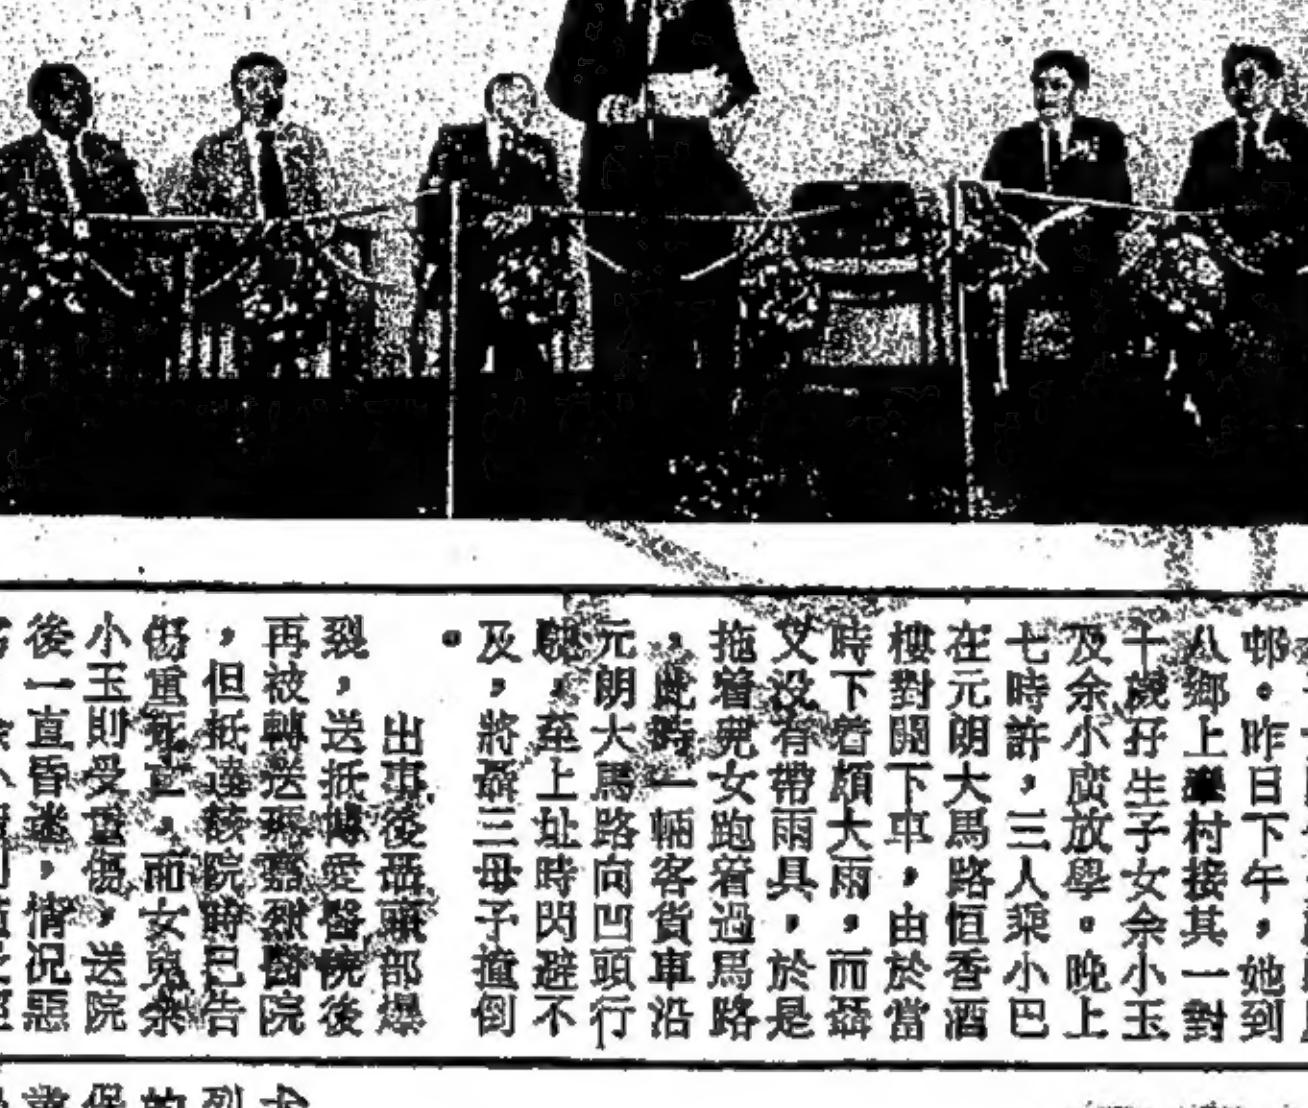 邨。昨日下午,她到
八鄉上輋村接其一對
十歲孖生子女余小玉
及余小廣放學。晚上
七時許,三人乘小巴
在元朗大馬路恒香酒
樓對開下車,由於當
時下着頗大雨,而聶
又没有帶雨具,於是
拖着兒女跑着過馬路
,此時一輛客貨車沿
元朗大馬路向凹頭行
駛,至上址時閃避不
及,將聶三母子撞倒
。
出事後聶頭部爆
裂,送抵博愛醫院後
再被轉送瑪嘉烈醫院
,但抵達該院時已告
傷重死亡,而女兒余
小玉則受重傷,送院
後一直昏迷,情况惡